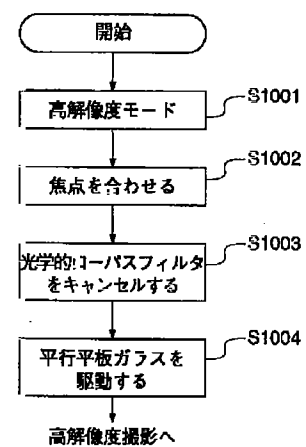 開始
高解像度モード
S1001
焦点を合わせる
S1002
光学的ローパスフィルタ
をキャンセルする
S1003
平行平板ガラスを
駆動する
S1004
高解像度撮影へ